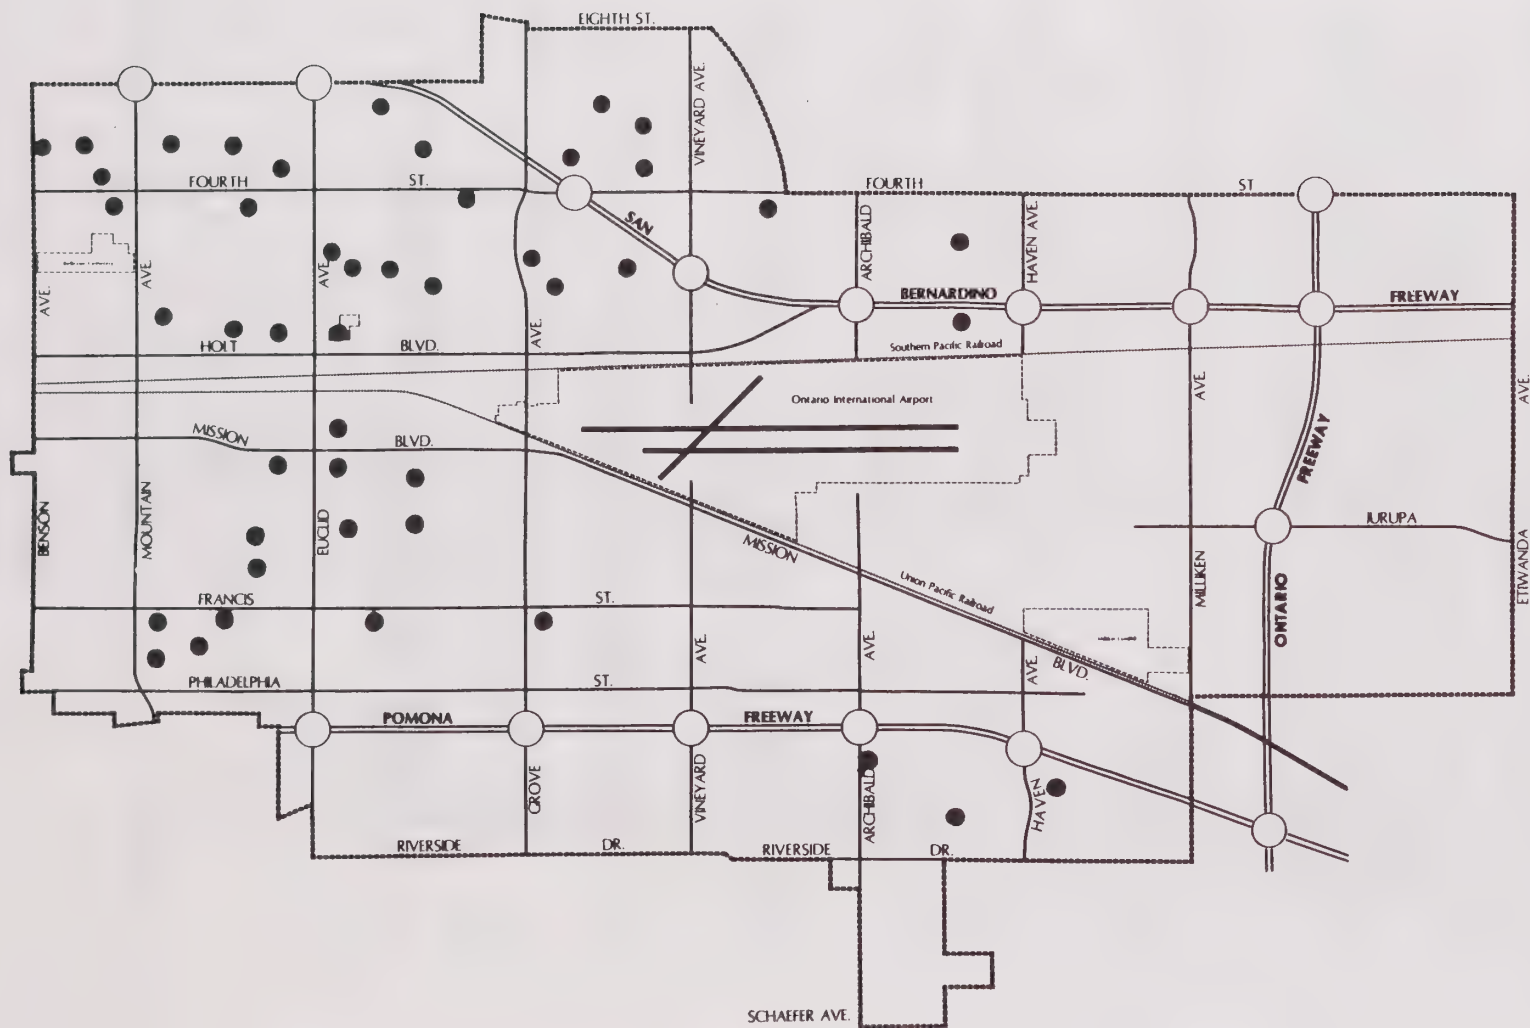 EIGHTH ST.
VINEYARD AVE.
FOURTH ST.
FOURTH ST
SAN BERNARDINO FREEWAY
ARCHIBALD
HAVEN AVE.
AVE.
AVE.
AVE.
AVE.
HOLT BLVD.
Southern Pacific Railroad
AVE.
AVE.
Ontario International Airport
MISSION BLVD.
FREEWAY
BENSON
MOUNTAIN
EUCLID
JURUPA
MISSION
Union Pacific Railroad
MILLIKEN
ETIWANDA
ONTARIO
FRANCIS ST.
AVE.
AVE.
AVE.
BLVD.
PHILADELPHIA ST.
POMONA FREEWAY
GROVE
VINEYARD
ARCHIBALD
HAVEN
RIVERSIDE DR.
RIVERSIDE DR.
SCHAEFER AVE.